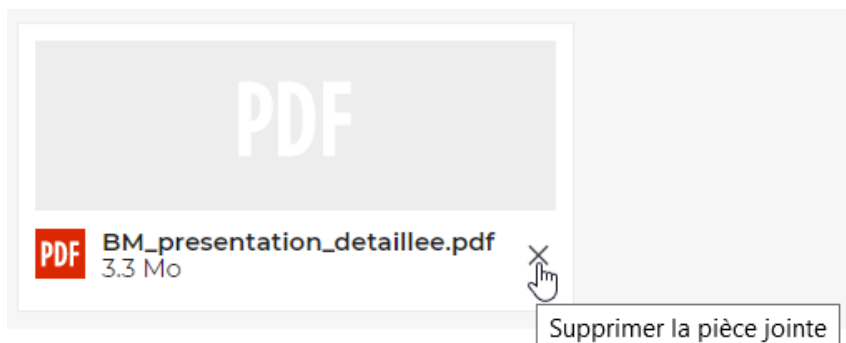 PDF
PDF
BM_presentation_detaillee.pdf
3.3 Mo
Supprimer la pièce jointe